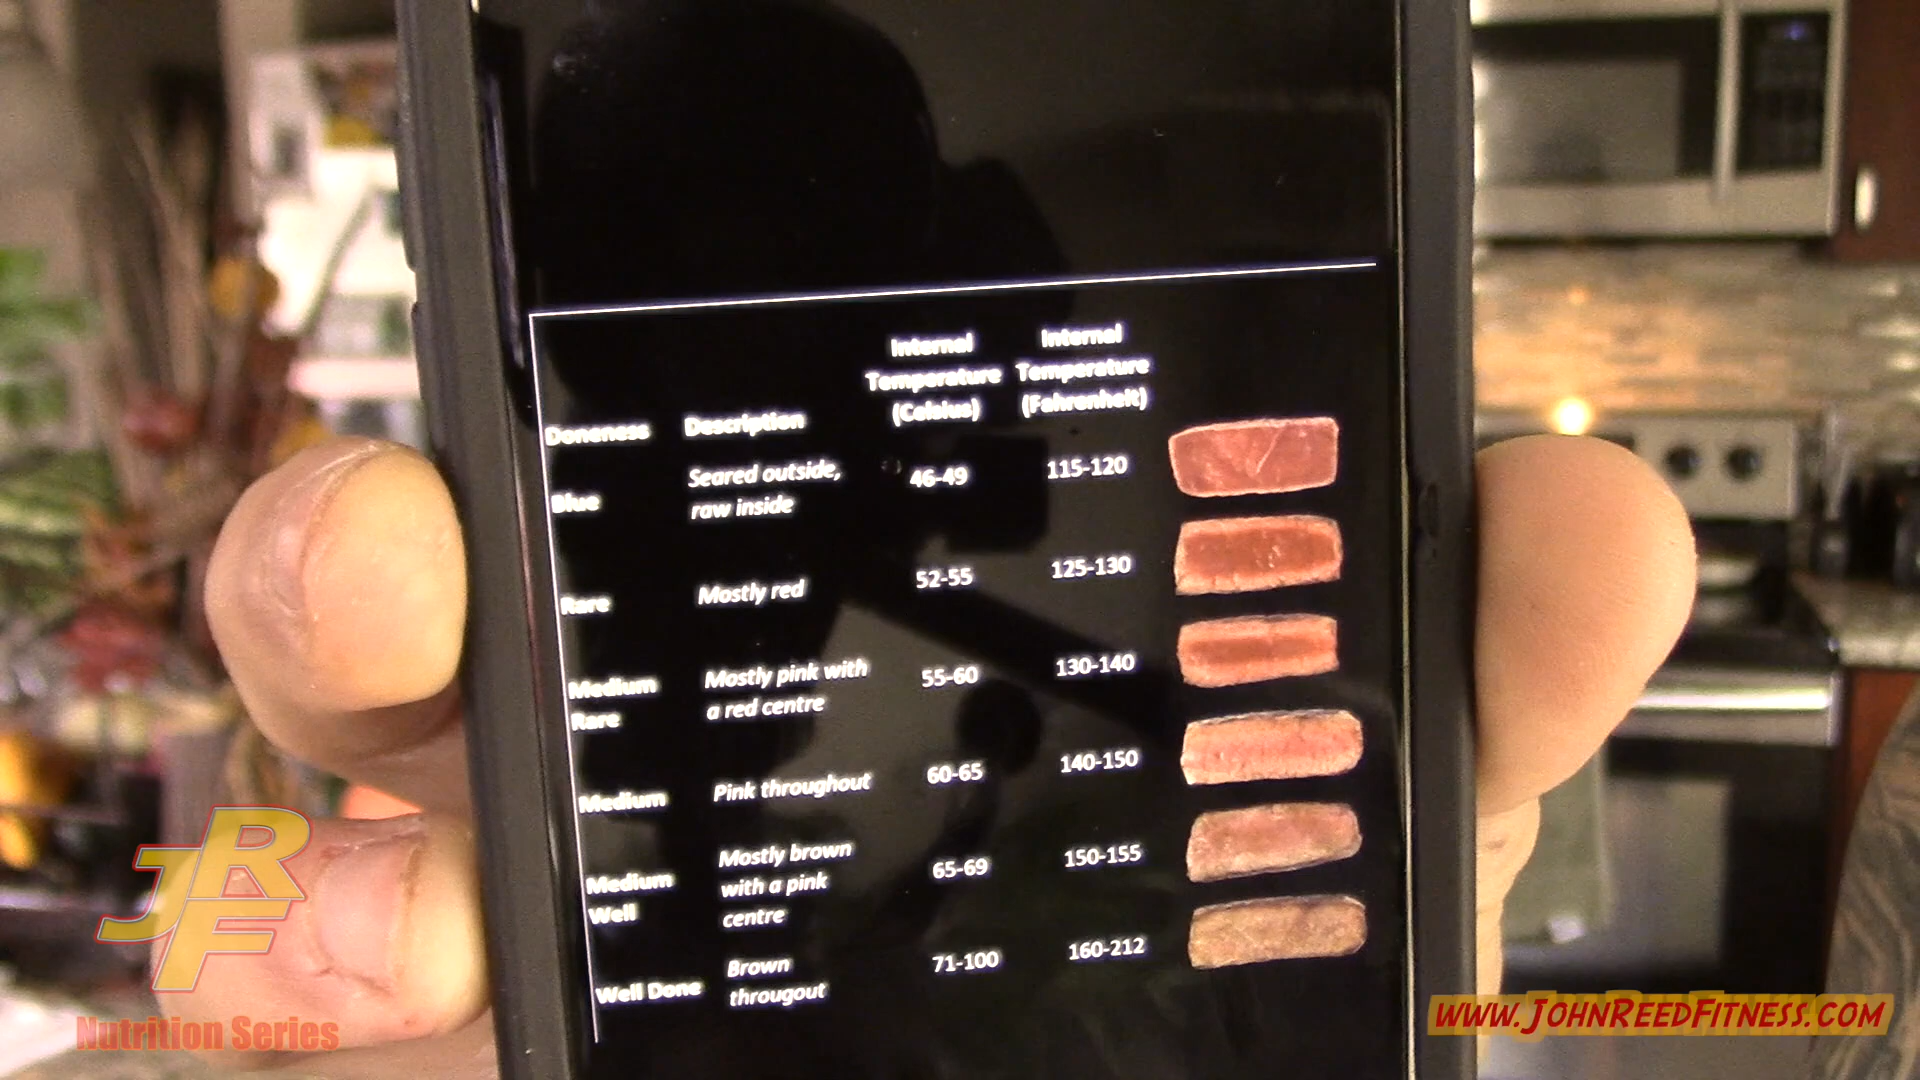 Internal Internal
Temperature Temperature
Doneness Description (Celsius) (Fahrenheit)
Blue Seared outside, raw inside 46-49 115-120
Rare Mostly red 52-55 125-130
Medium Rare Mostly pink with a red centre 55-60 130-140
Medium Pink throughout 60-65 140-150
Medium Well Mostly brown with a pink centre 65-69 150-155
Well Done Brown througout 71-100 160-212
JRF
Nutrition Series
www.JohnReedFitness.com